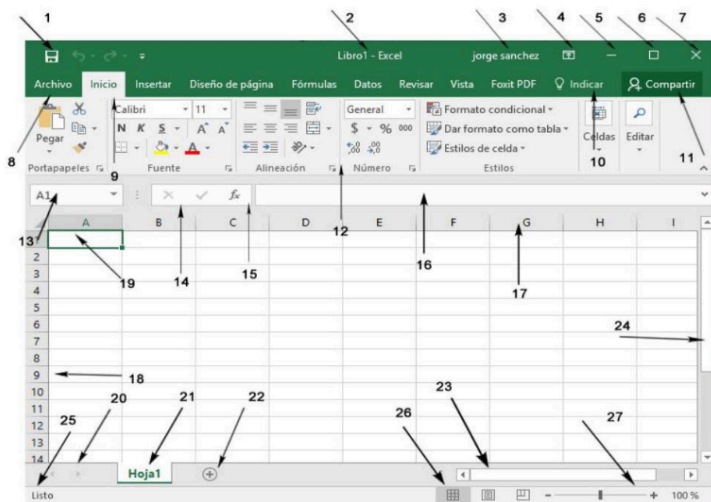 1 2 3 4 5 6 7
Libro1 - Excel jorge sanchez
Archivo Inicio Insertar Diseño de página Fórmulas Datos Revisar Vista Foxit PDF Indicar Compartir
Calibri 11 General Formato condicional
Pegar N K S A A $ % 000 Dar formato como tabla Celdas Editar
A Estilos de celda
8 10 11
Portapapeles Fuente Alineación Número Estilos
9
A1 fx
12
13 A B C D E F G H I
1
2 19 14 15 16
3
4 17
5
6 24
7
8
9 18
10 20 21 22 23
11
12 25 26 27
13
14
Hoja1
Listo 100 %